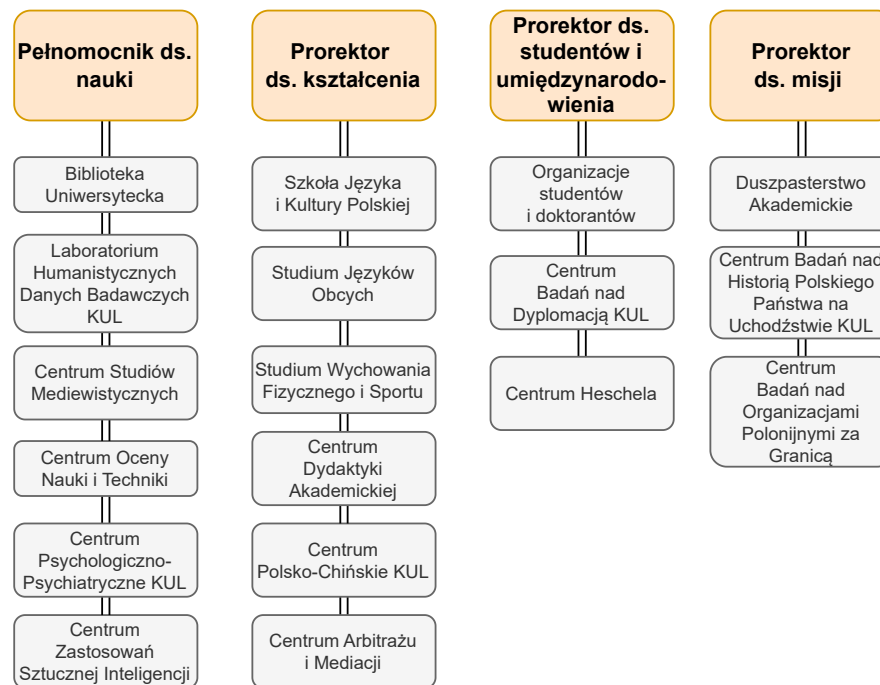 Pełnomocnik ds.
nauki
Biblioteka
Uniwersytecka
Laboratorium
Humanistycznych
Danych Badawczych
KUL
Centrum Studiów
Mediewistycznych
Centrum Oceny
Nauki i Techniki
Centrum
Psychologiczno-
Psychiatryczne KUL
Centrum
Zastosowań
Sztucznej Inteligencji
Prorektor
ds. kształcenia
Szkoła Języka
i Kultury Polskiej
Studium Języków
Obcych
Studium Wychowania
Fizycznego i Sportu
Centrum
Dydaktyki
Akademickiej
Centrum
Polsko-Chińskie KUL
Centrum Arbitrażu
i Mediacji
Prorektor ds.
studentów i
umiędzynarodo-
wienia
Organizacje
studentów
i doktorantów
Centrum
Badań nad
Dyplomacją KUL
Centrum Heschela
Prorektor
ds. misji
Duszpasterstwo
Akademickie
Centrum Badań nad
Historią Polskiego
Państwa na
Uchodźstwie KUL
Centrum
Badań nad
Organizacjami
Polonijnymi za
Granicą